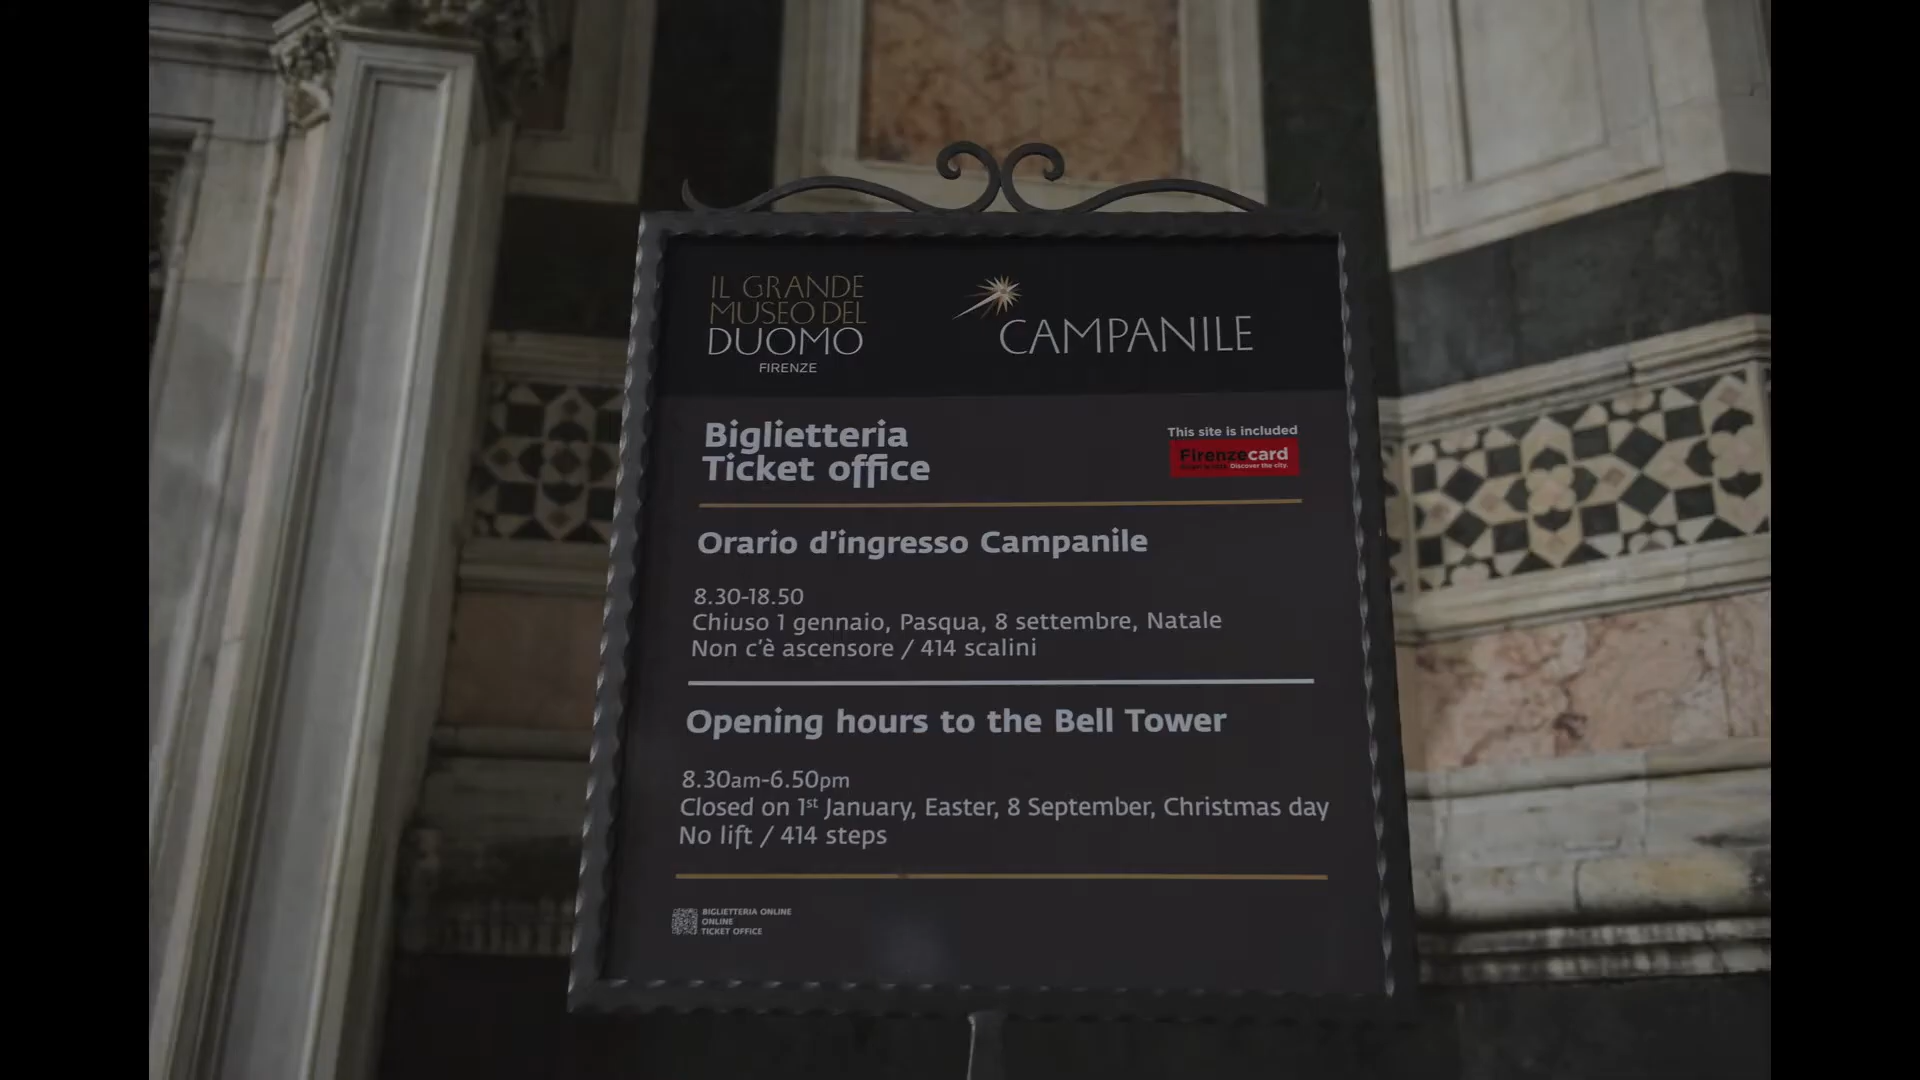 IL GRANDE
MUSEO DEL
DUOMO
FIRENZE
CAMPANILE
Biglietteria
Ticket office
This site is included
Firenzecard
Discover the city.
Orario d'ingresso Campanile
8.30-18.50
Chiuso 1 gennaio, Pasqua, 8 settembre, Natale
Non c'è ascensore / 414 scalini
Opening hours to the Bell Tower
8.30am-6.50pm
Closed on 1st January, Easter, 8 September, Christmas day
No lift / 414 steps
BIGLIETTERIA ONLINE
ONLINE
TICKET OFFICE